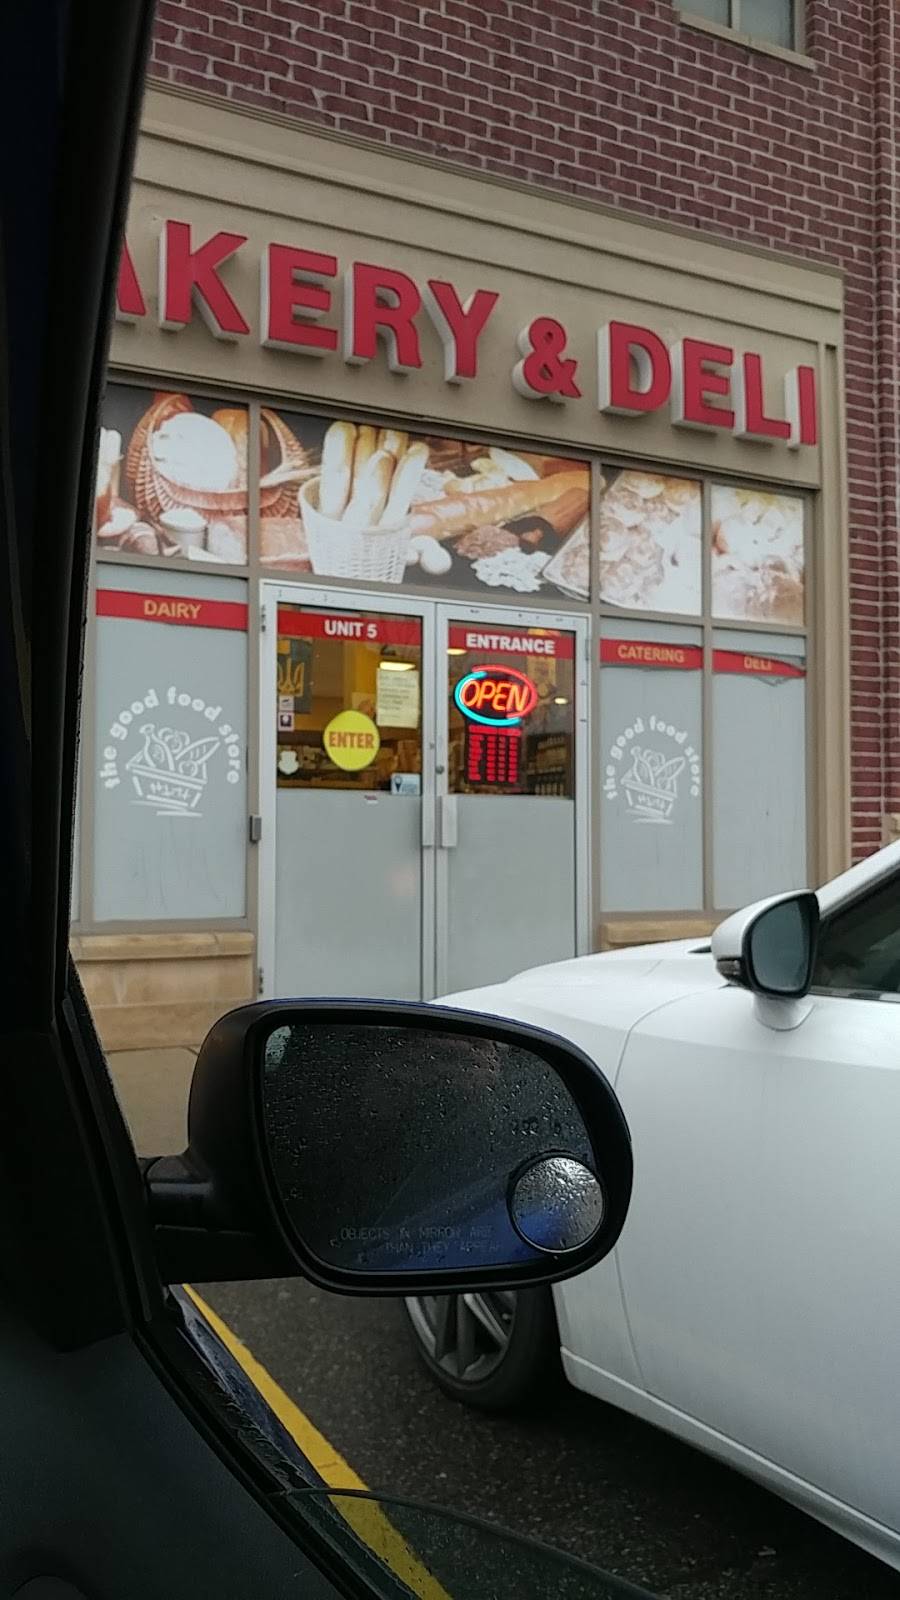 AKERY & DELI
DAIRY
UNIT 5
ENTRANCE
CATERING
DELI
OPEN
ENTER
the good food store
the good food store
OBJECTS IN MIRROR ARE
THAN THEY APPEAR